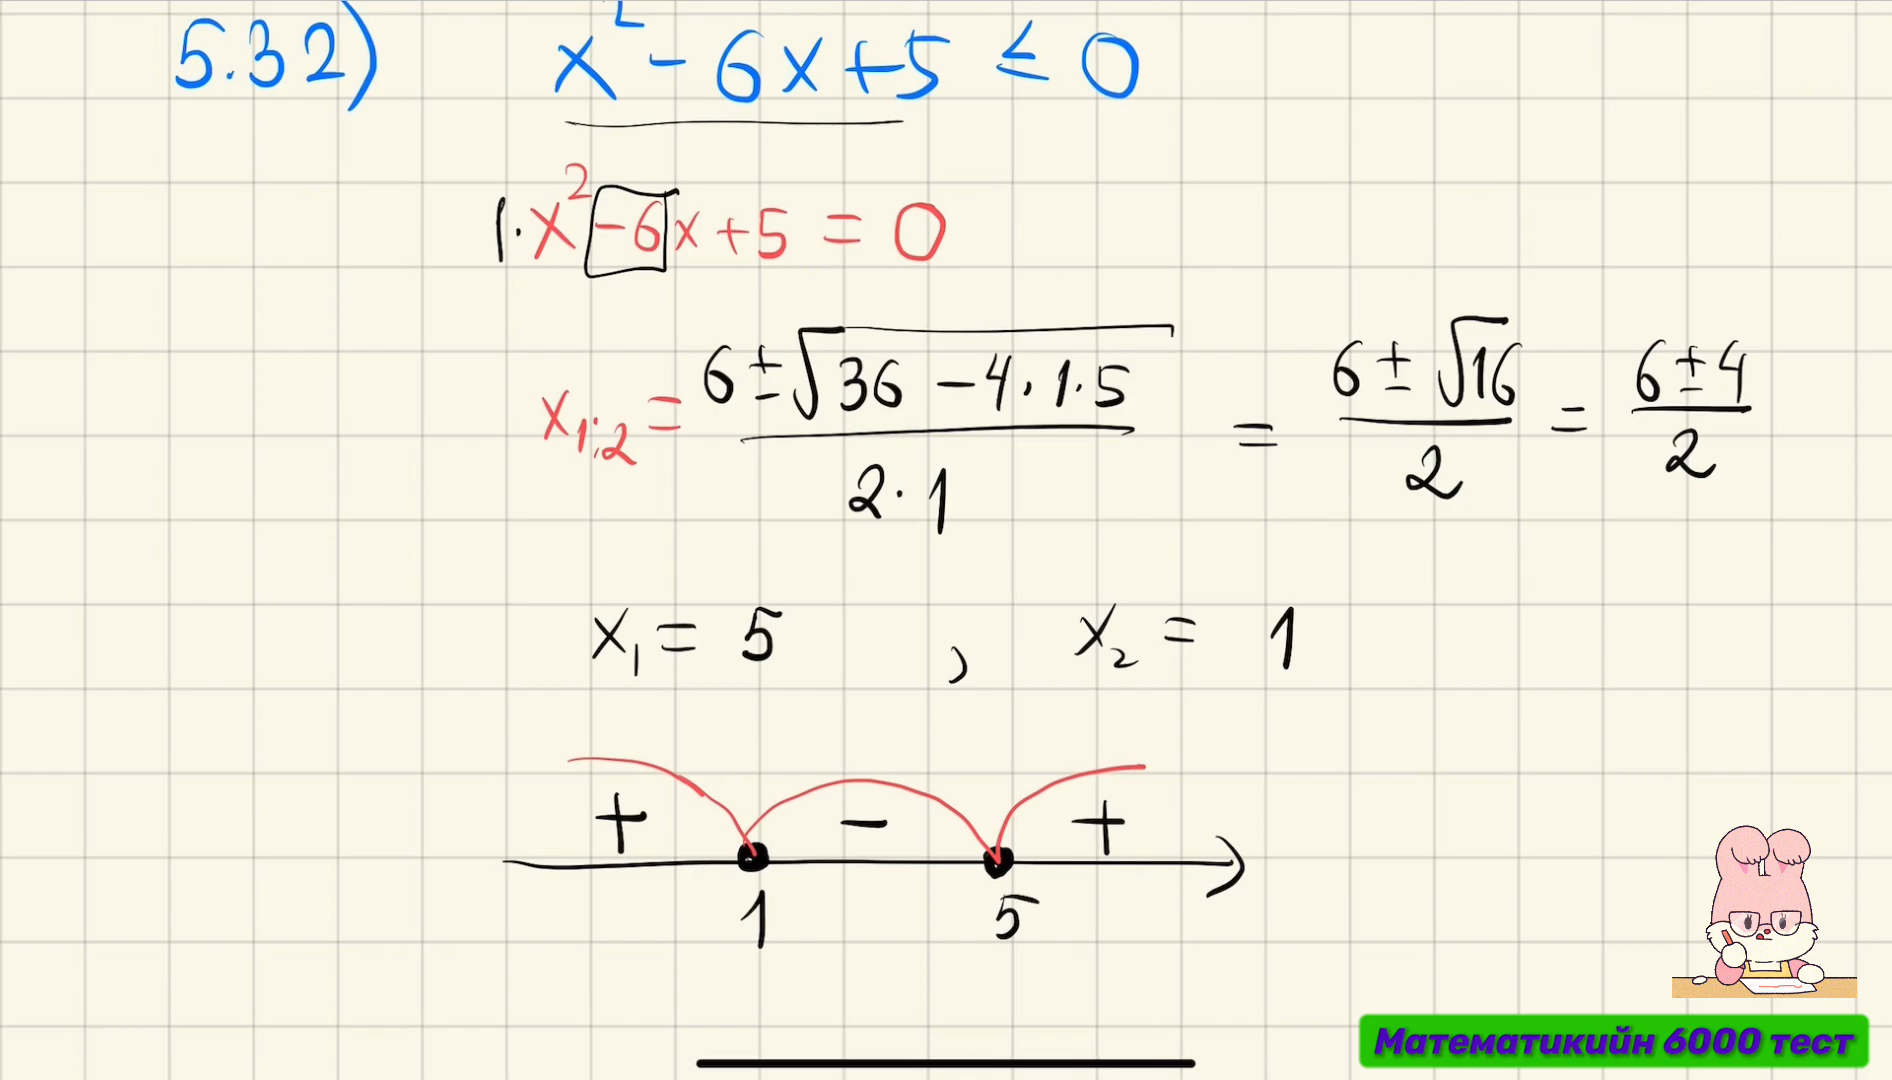 5.32) x² - 6x + 5 ≤ 0
1·x² - 6x + 5 = 0
x₁;₂ = (6 ± √(36 - 4·1·5)) / (2·1) = (6 ± √16) / 2 = (6 ± 4) / 2
x₁ = 5 , x₂ = 1
+ - +
1 5
Математикийн 6000 тест